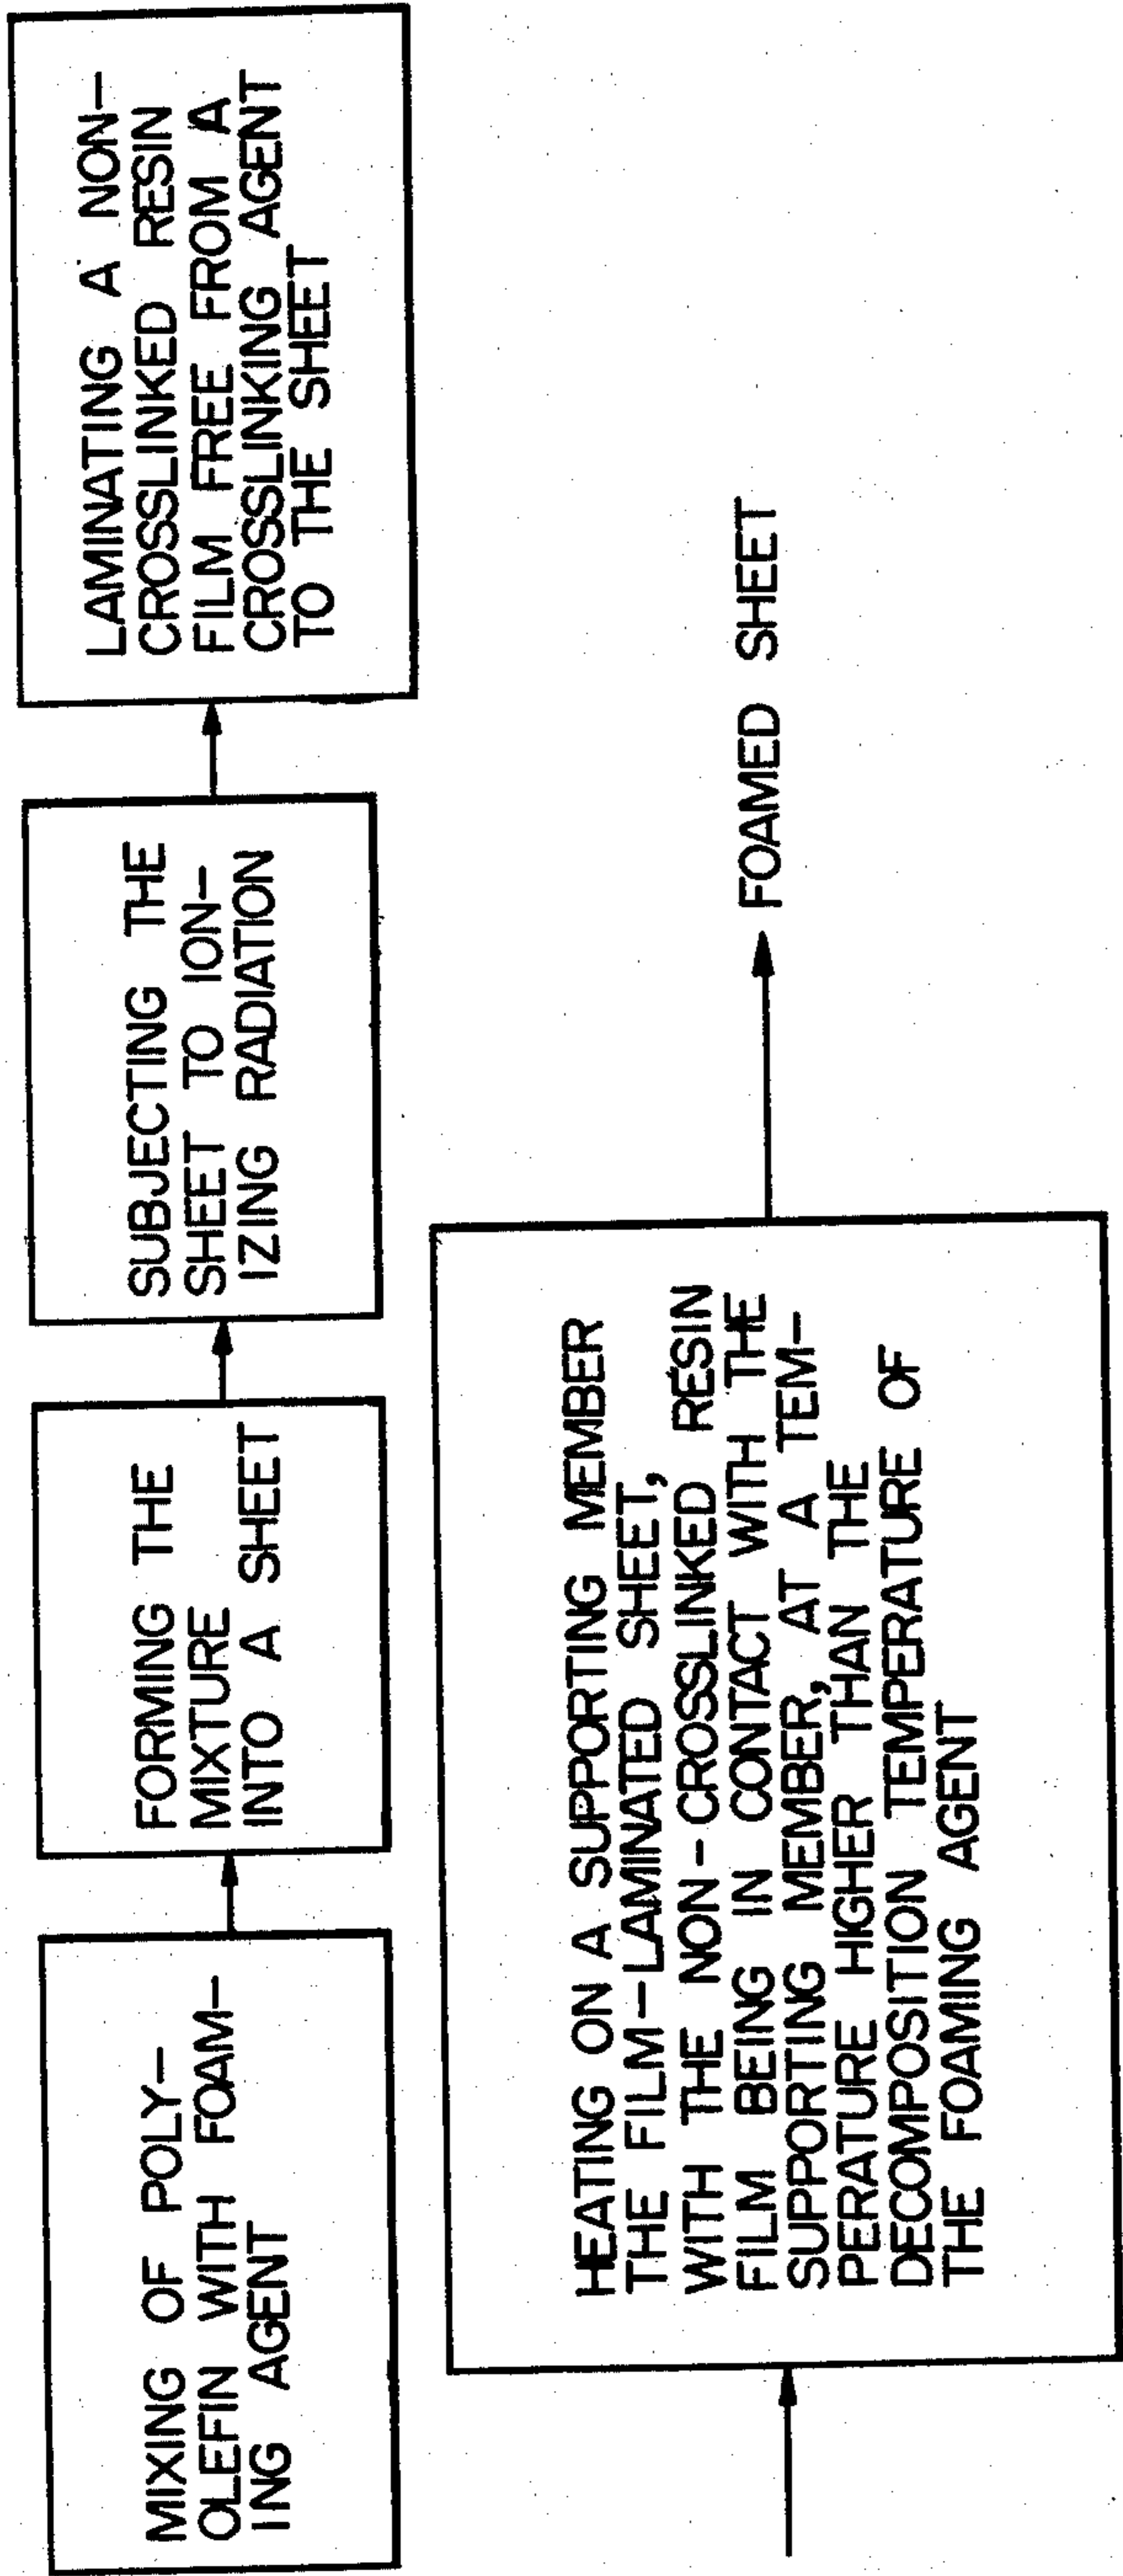 MIXING OF POLY-
OLEFIN WITH FOAM-
ING AGENT
FORMING THE
MIXTURE
INTO A SHEET
SUBJECTING THE
SHEET TO ION-
IZING RADIATION
LAMINATING A NON-
CROSSLINKED RESIN
FILM FREE FROM A
CROSSLINKING AGENT
TO THE SHEET
HEATING ON A SUPPORTING MEMBER
THE FILM-LAMINATED SHEET,
WITH THE NON-CROSSLINKED RESIN
FILM BEING IN CONTACT WITH THE
SUPPORTING MEMBER, AT A TEM-
PERATURE HIGHER THAN THE
DECOMPOSITION TEMPERATURE OF
THE FOAMING AGENT
FOAMED SHEET